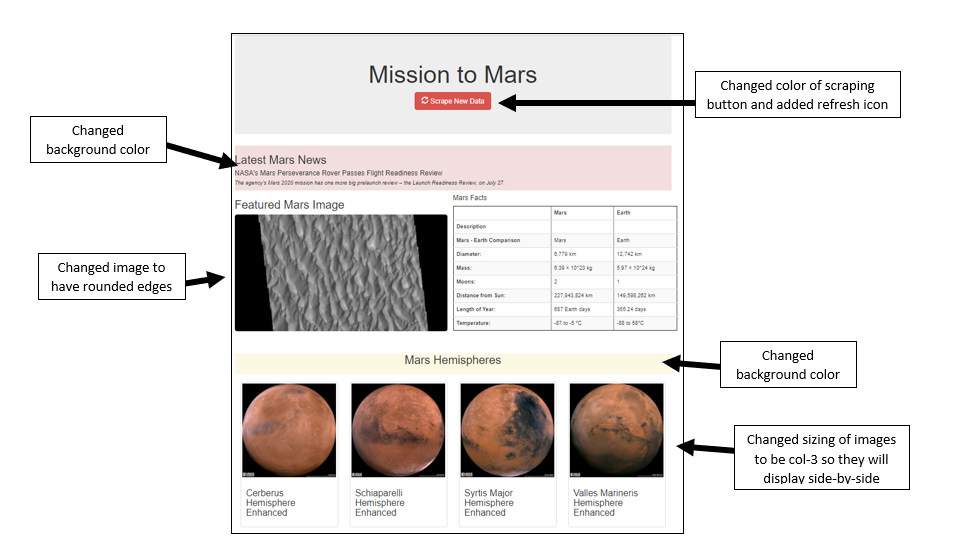 Mission to Mars
Scrape New Data
Changed color of scraping
button and added refresh icon
Changed
background color
Latest Mars News
NASA's Mars Perseverance Rover Passes Flight Readiness Review
The agency's Mars 2020 mission has one more big prelaunch review – the Launch Readiness Review, on July 27.
Featured Mars Image
Changed image to
have rounded edges
Mars Facts
Mars Earth
Description
Mars - Earth Comparison Mars Earth
Diameter: 6,779 km 12,742 km
Mass: 6.39 × 10^23 kg 5.97 × 10^24 kg
Moons: 2 1
Distance from Sun: 227,943,824 km 149,598,262 km
Length of Year: 687 Earth days 365.24 days
Temperature: -87 to -5 °C -88 to 58°C
Mars Hemispheres
Changed
background color
Changed sizing of images
to be col-3 so they will
display side-by-side
Cerberus
Hemisphere
Enhanced
Schiaparelli
Hemisphere
Enhanced
Syrtis Major
Hemisphere
Enhanced
Valles Marineris
Hemisphere
Enhanced